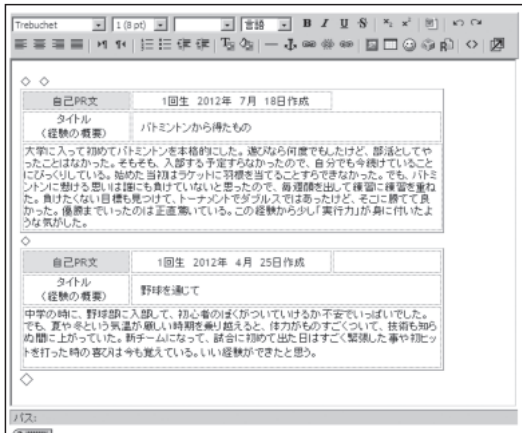 Trebuchet 1 (8 pt) 言語 B I U S x₂ x²
自己PR文 1回生 2012年 7月 18日作成
タイトル
（経験の概要） バトミントンから得たもの
大学に入って初めてバトミントンを本格的にした。遊びなら何度でもしたけど、部活としてや
ったことはなかった。そもそも、入部する予定すらなかったので、自分でも今続けていること
にびっくりしている。始めた当初はラケットに羽根を当てることすらできなかった。でも、バトミ
ントンに懸ける思いは誰にも負けていないと思ったので、毎週顔を出して練習に練習を重ね
た。負けたくない目標も見つけて、トーナメントでダブルスではあったけど、そこに勝てて良
かった。優勝までいったのは正直驚いている。この経験から少し「実行力」が身に付いたよ
うな気がした。
自己PR文 1回生 2012年 4月 25日作成
タイトル
（経験の概要） 野球を通じて
中学の時に、野球部に入部して、初心者のぼくがついていけるか不安でいっぱいでした。
でも、夏や冬という気温が厳しい時期を乗り越えると、体力がものすごくついて、技術も知ら
ぬ間に上がっていた。新チームになって、試合に初めて出た日はすごく緊張した事や初ヒッ
トを打った時の喜びは今も覚えている。いい経験ができたと思う。
パス: